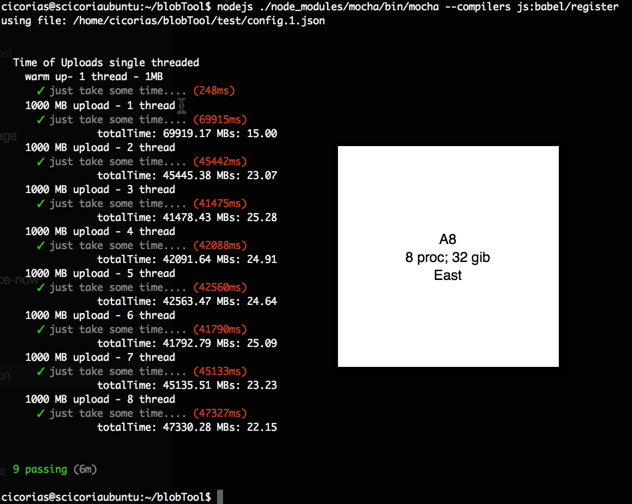 cicorias@scicoriaubuntu:~/blobTool$ nodejs ./node_modules/mocha/bin/mocha --compilers js:babel/register
using file: /home/cicorias/blobTool/test/config.1.json
Time of Uploads single threaded
warm up- 1 thread - 1MB
✓ just take some time.... (248ms)
1000 MB upload - 1 thread
✓ just take some time.... (69915ms)
totalTime: 69919.17 MBs: 15.00
1000 MB upload - 2 thread
✓ just take some time.... (45442ms)
totalTime: 45445.38 MBs: 23.07
1000 MB upload - 3 thread
✓ just take some time.... (41475ms)
totalTime: 41478.43 MBs: 25.28
1000 MB upload - 4 thread
✓ just take some time.... (42088ms)
totalTime: 42091.64 MBs: 24.91
1000 MB upload - 5 thread
✓ just take some time.... (42560ms)
totalTime: 42563.47 MBs: 24.64
1000 MB upload - 6 thread
✓ just take some time.... (41790ms)
totalTime: 41792.79 MBs: 25.09
1000 MB upload - 7 thread
✓ just take some time.... (45133ms)
totalTime: 45135.51 MBs: 23.23
1000 MB upload - 8 thread
✓ just take some time.... (47327ms)
totalTime: 47330.28 MBs: 22.15
9 passing (6m)
cicorias@scicoriaubuntu:~/blobTool$
A8
8 proc; 32 gib
East